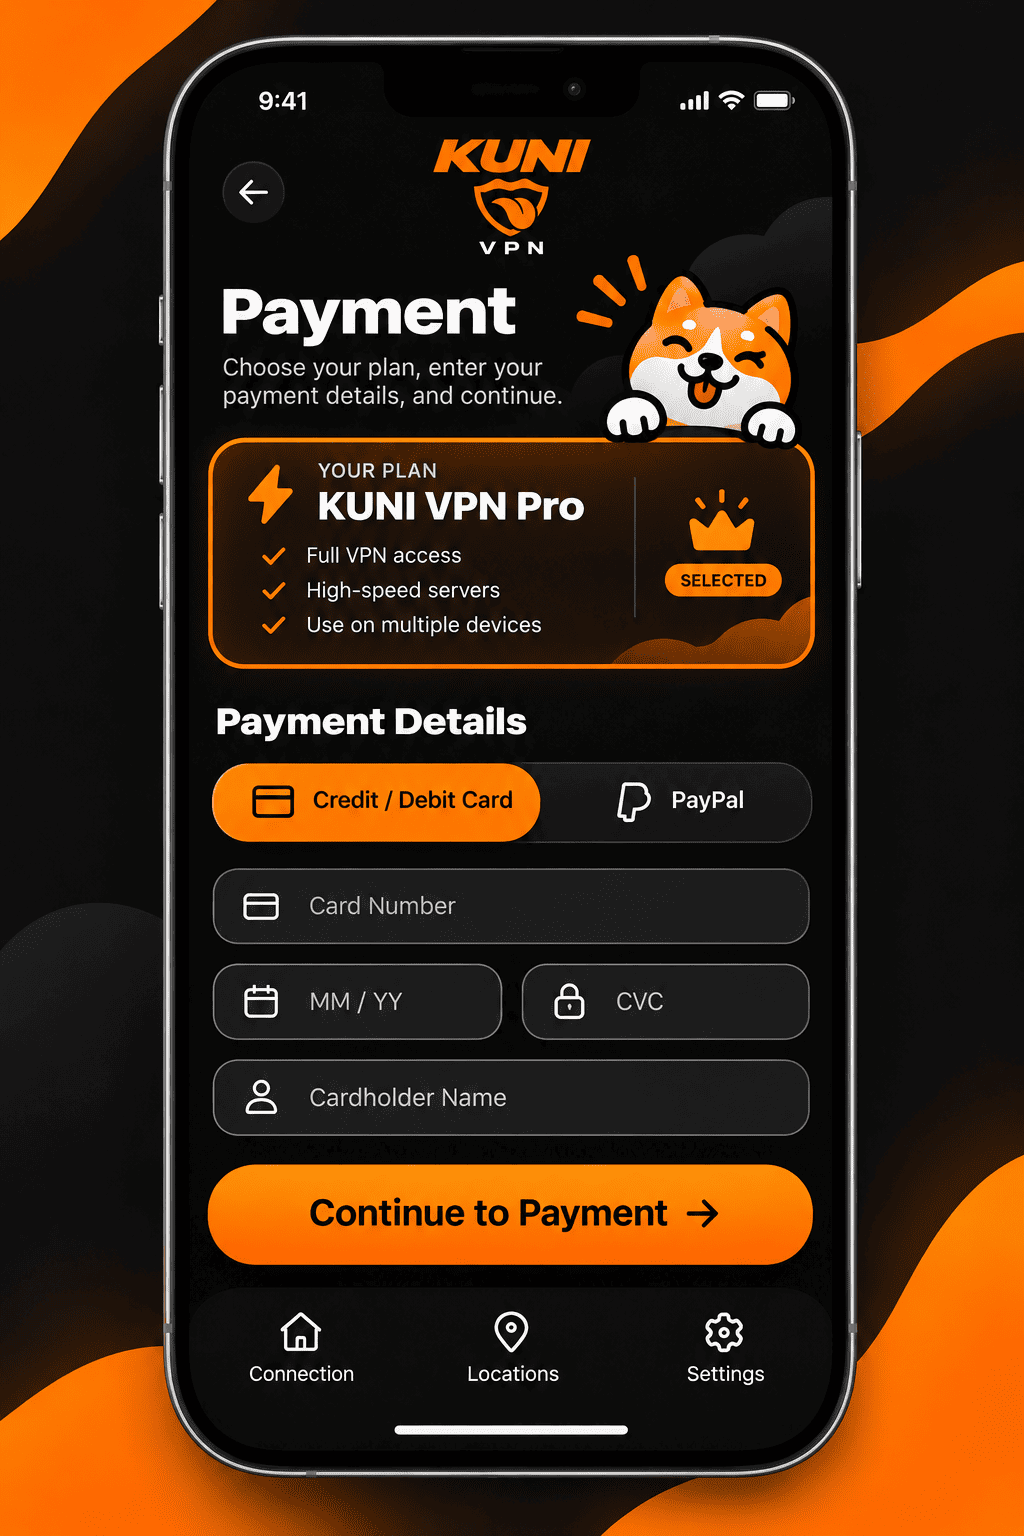 9:41
KUNI
VPN
Payment
Choose your plan, enter your
payment details, and continue.
YOUR PLAN
KUNI VPN Pro
Full VPN access
High-speed servers
Use on multiple devices
SELECTED
Payment Details
Credit / Debit Card
PayPal
Card Number
MM / YY
CVC
Cardholder Name
Continue to Payment →
Connection
Locations
Settings